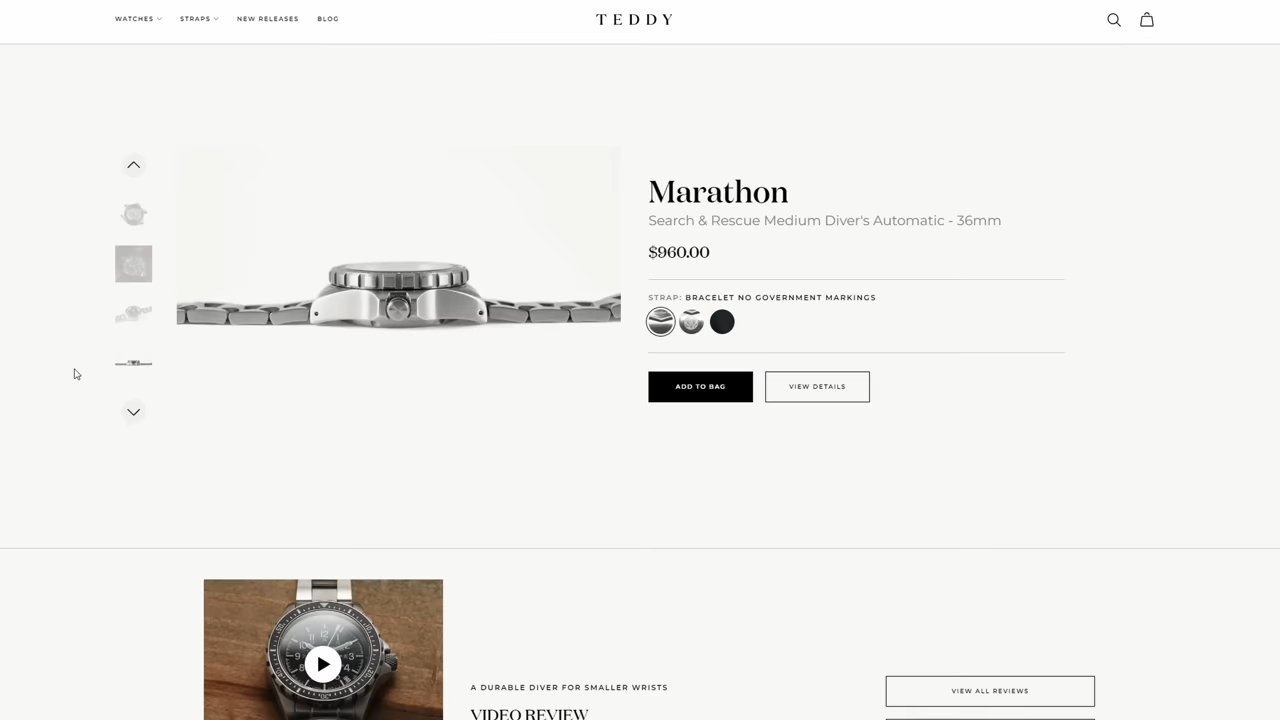 WATCHES STRAPS NEW RELEASES BLOG
TEDDY
Marathon
Search & Rescue Medium Diver's Automatic - 36mm
$960.00
STRAP: BRACELET NO GOVERNMENT MARKINGS
ADD TO BAG
VIEW DETAILS
A DURABLE DIVER FOR SMALLER WRISTS
VIDEO REVIEW
VIEW ALL REVIEWS